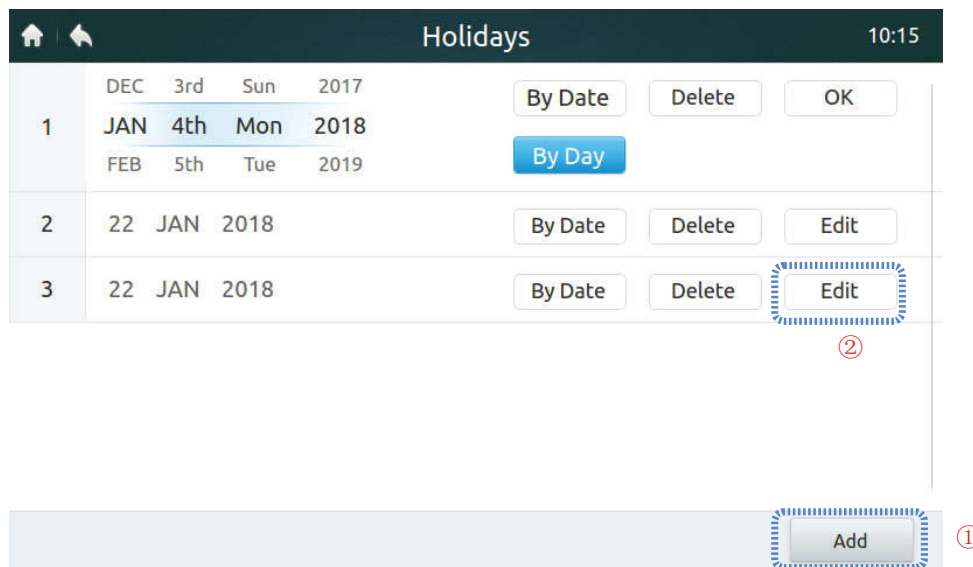 Holidays 10:15
DEC 3rd Sun 2017
By Date Delete OK
1 JAN 4th Mon 2018
By Day
FEB 5th Tue 2019
2 22 JAN 2018 By Date Delete Edit
3 22 JAN 2018 By Date Delete Edit
②
Add ①